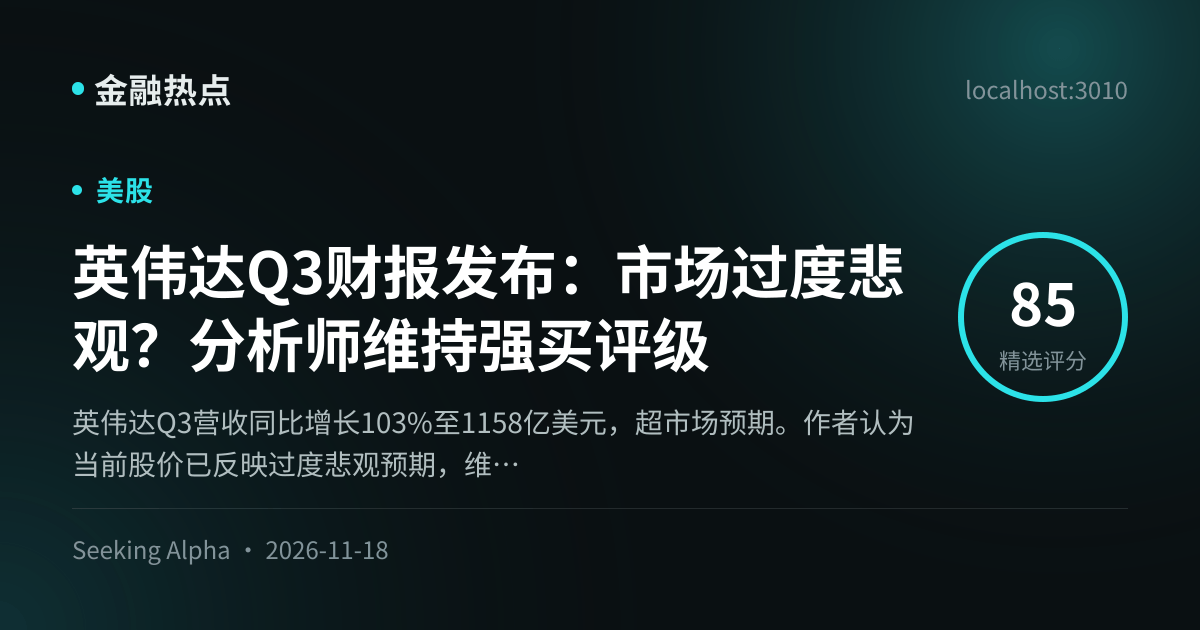 金融热点
localhost:3010
美股
英伟达Q3财报发布：市场过度悲
观？分析师维持强买评级
85
精选评分
英伟达Q3营收同比增长103%至1158亿美元，超市场预期。作者认为
当前股价已反映过度悲观预期，维…
Seeking Alpha · 2026-11-18